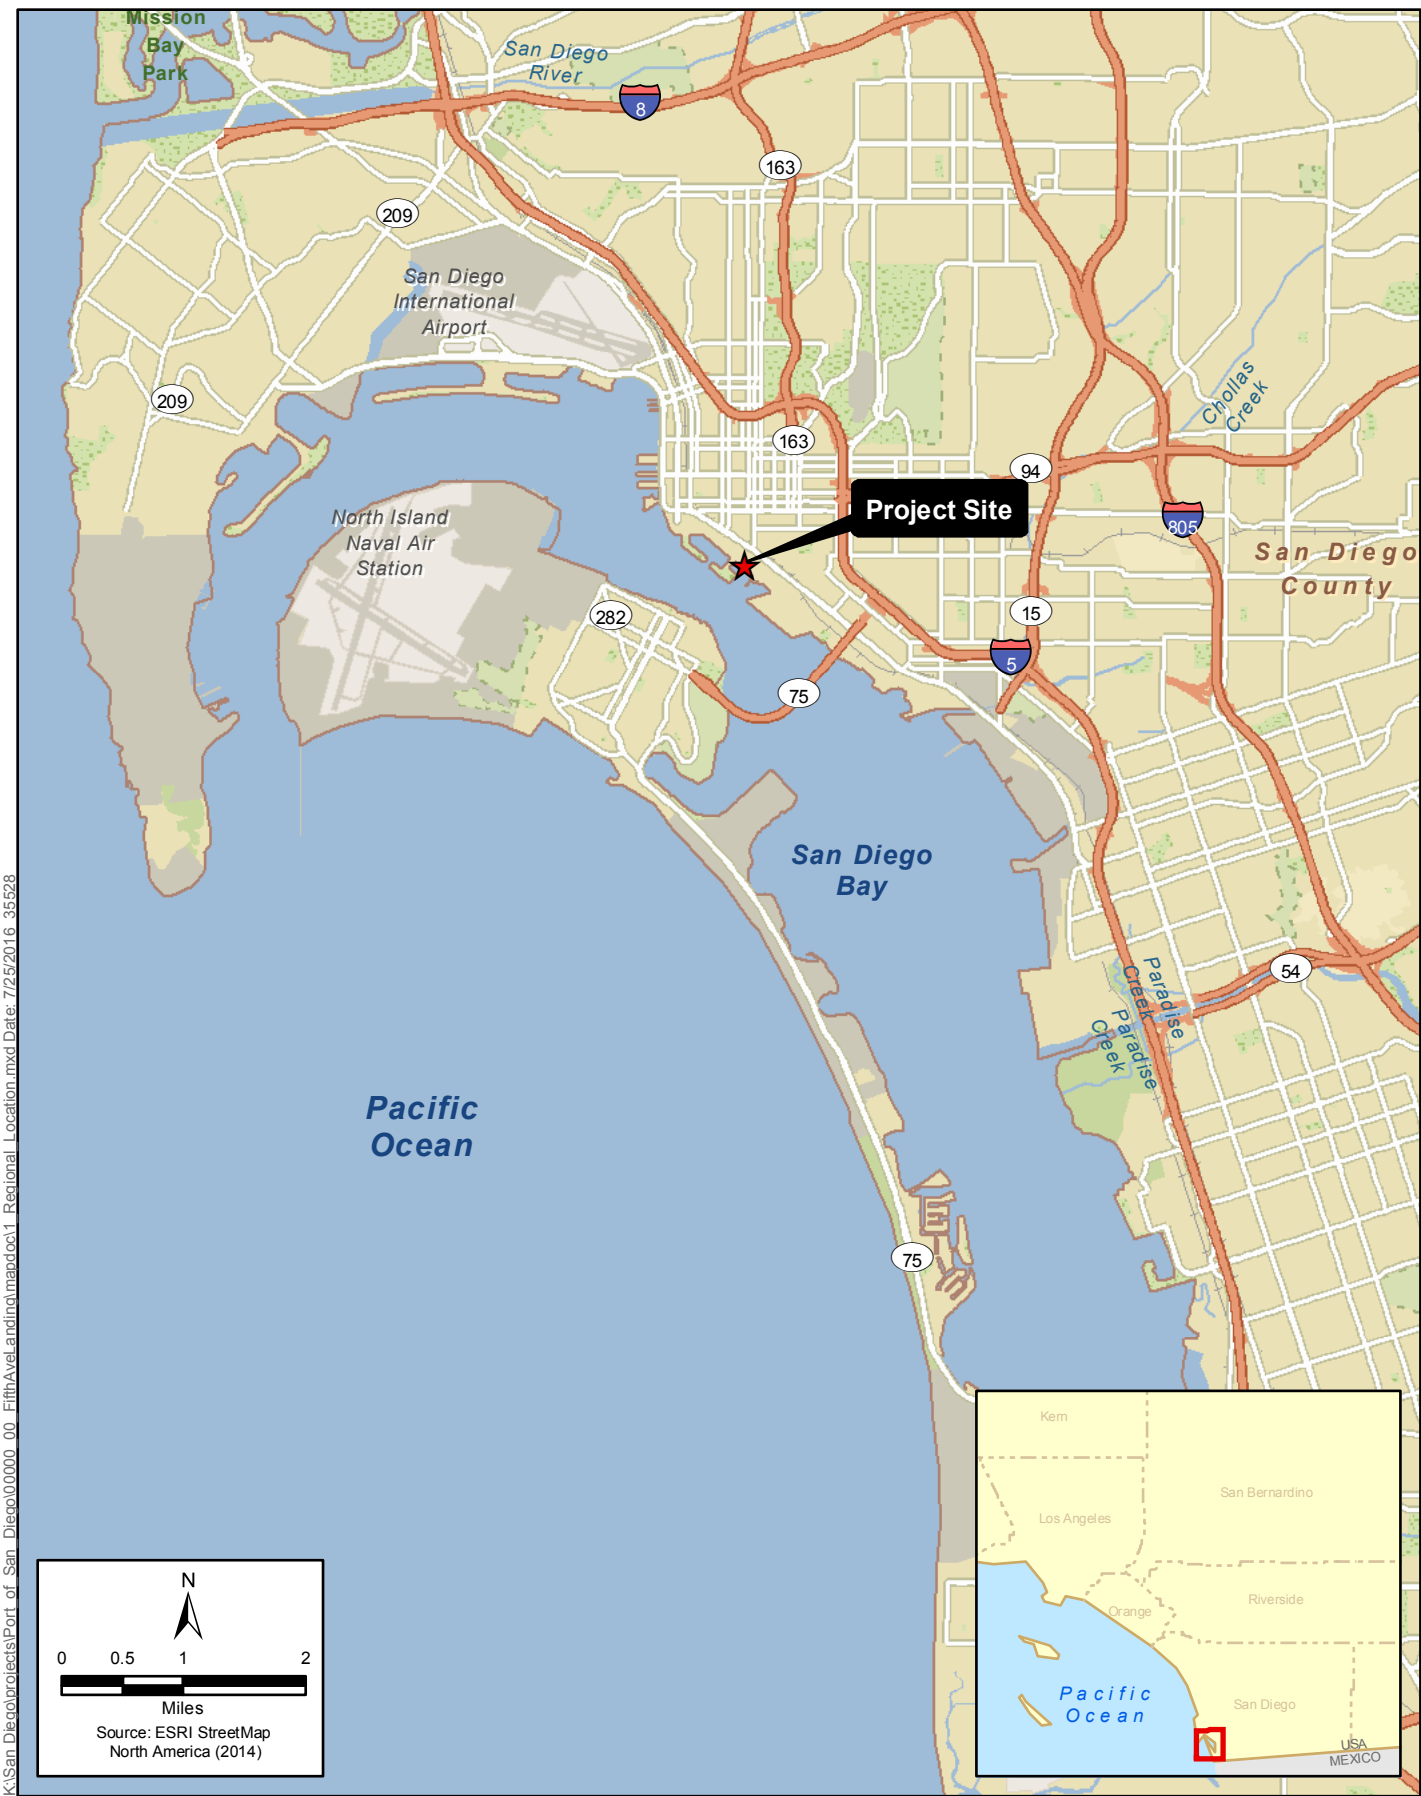 Mission
Bay
Park
San Diego
River
8
163
209
San Diego
International
Airport
209
Chollas
Creek
163
94
Project Site
North Island
Naval Air
Station
805
San Diego
County
282
15
5
75
San Diego
Bay
Paradise
Creek
54
Paradise
Creek
Pacific
Ocean
75
Kern
San Bernardino
Los Angeles
Riverside
Orange
Pacific
Ocean
San Diego
USA
MEXICO
N
0 0.5 1 2
Miles
Source: ESRI StreetMap
North America (2014)
K:\San Diego\projects\Port_of_San_Diego\00000_00_FifthAveLanding\mapdoc\1_Regional_Location.mxd Date: 7/25/2016 35528